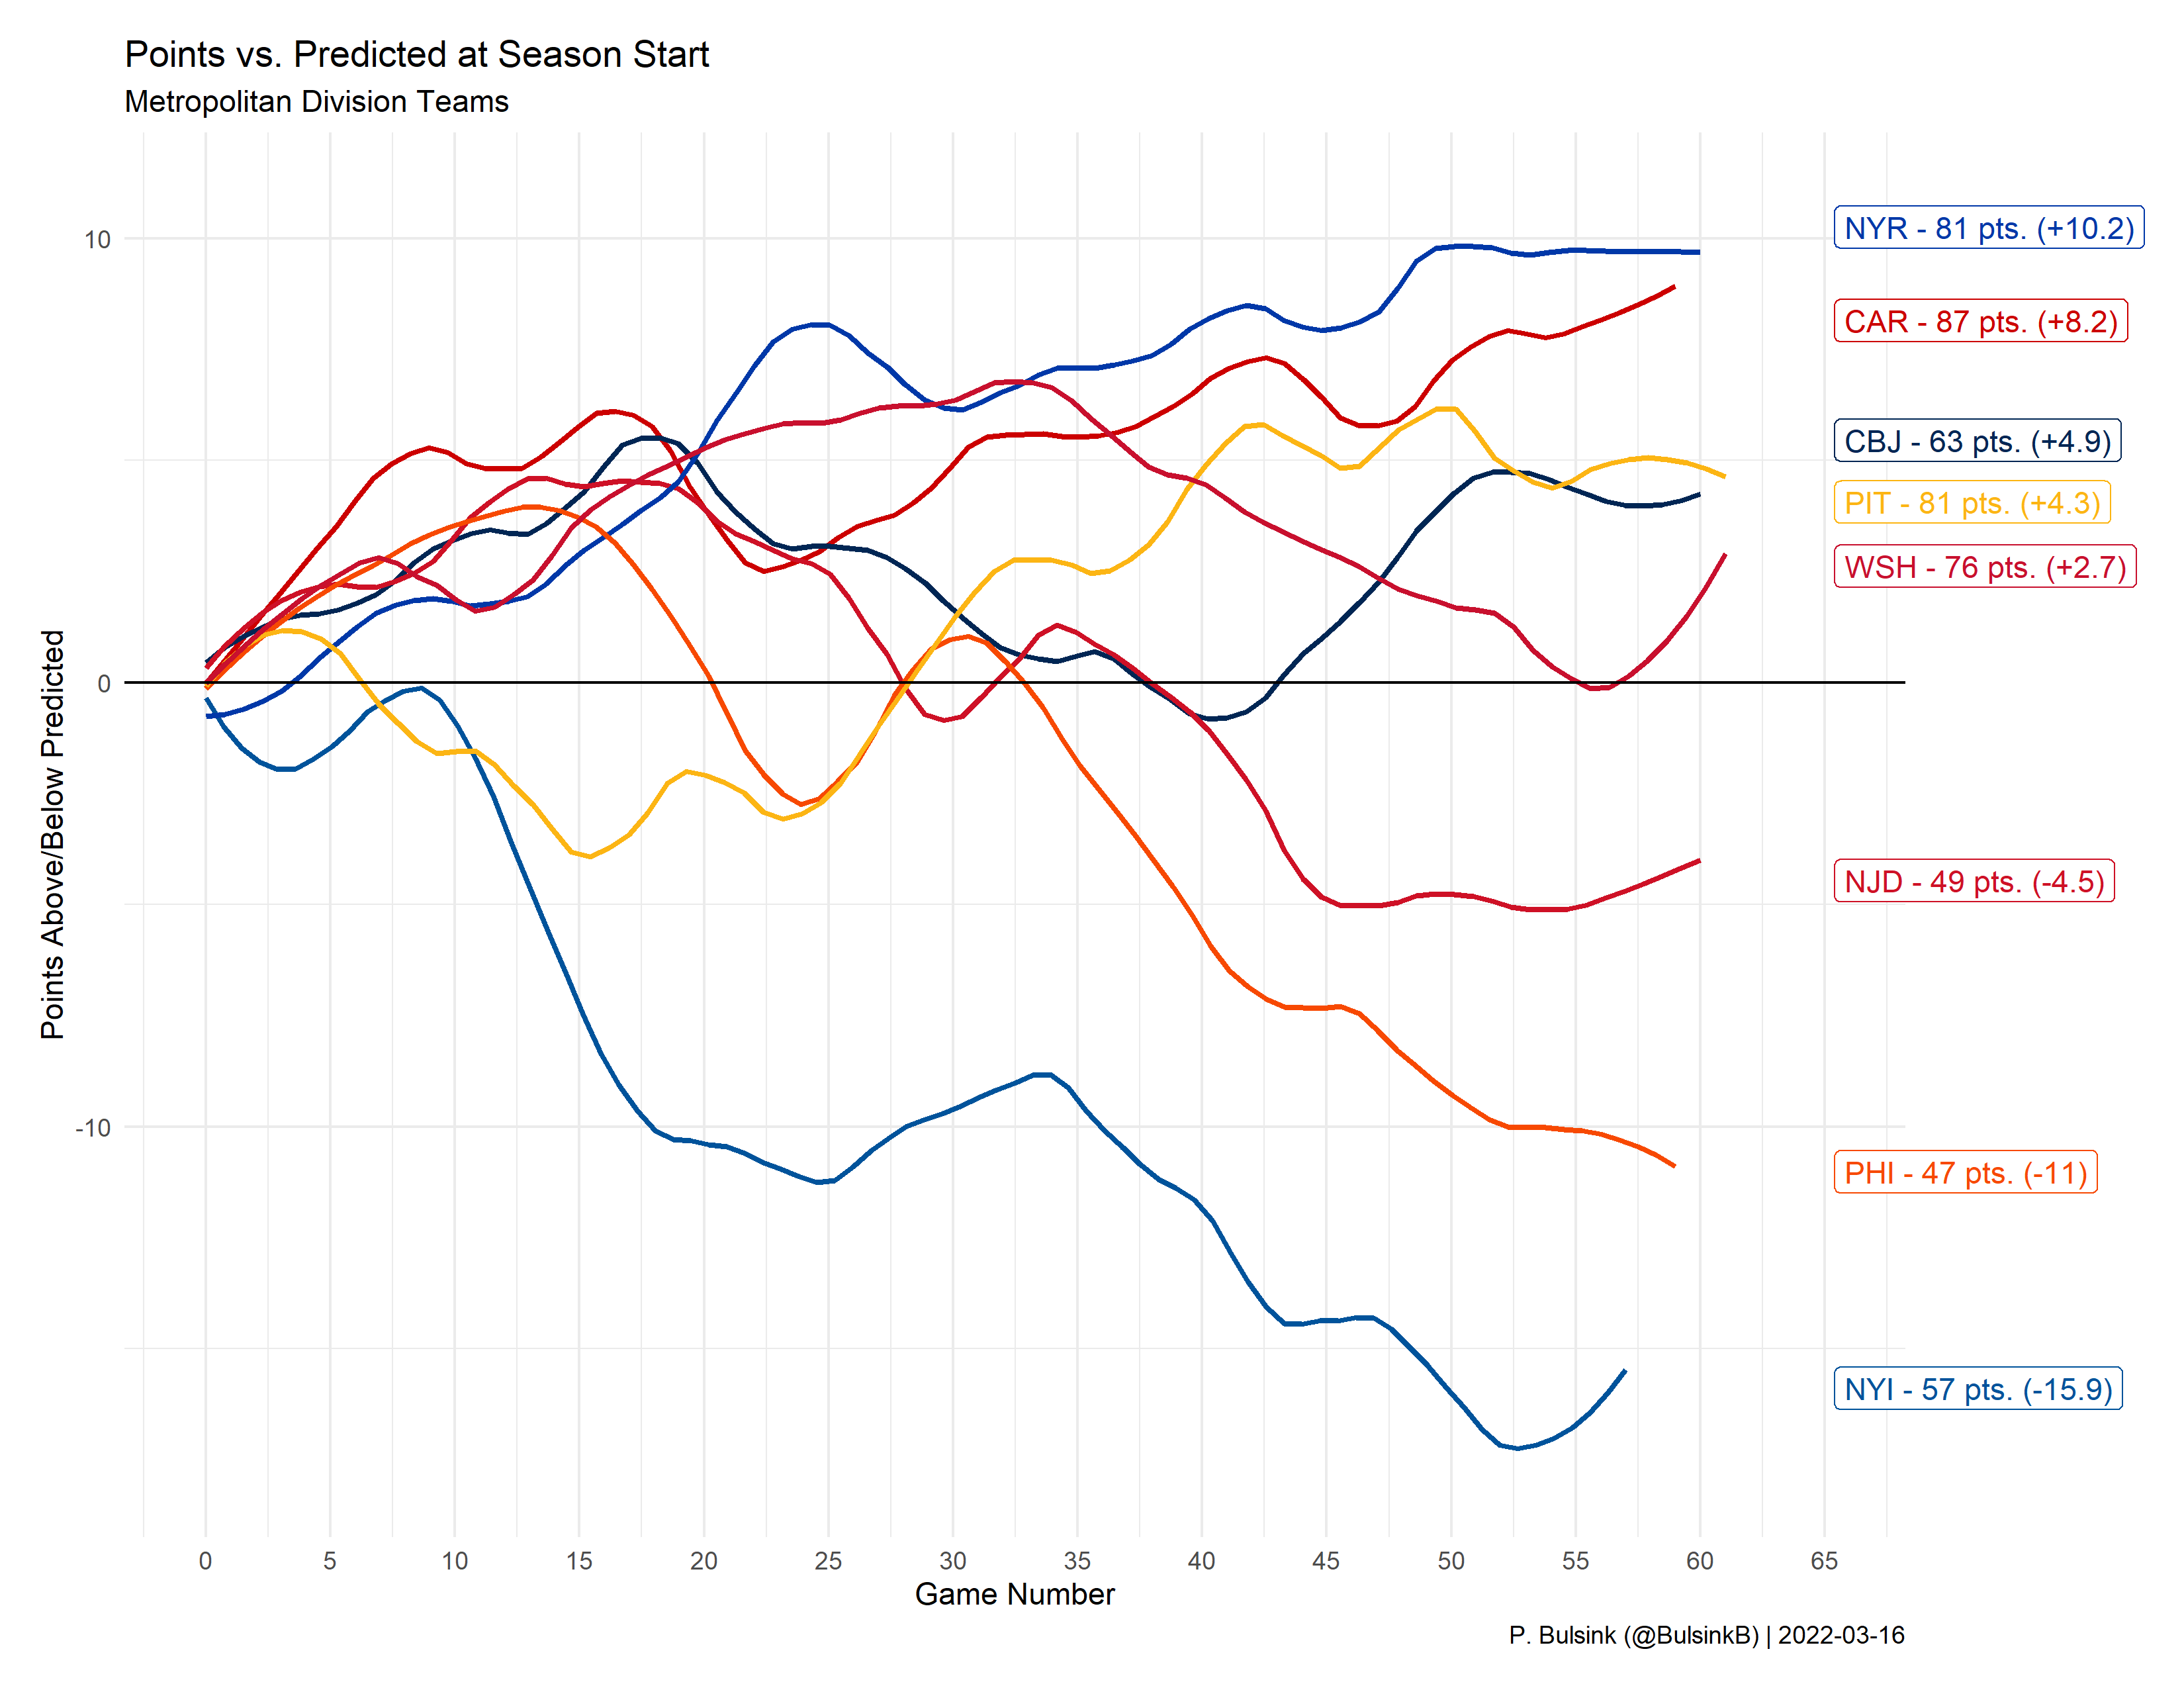 Points vs. Predicted at Season Start
Metropolitan Division Teams
Points Above/Below Predicted
10
0
-10
NYR - 81 pts. (+10.2)
CAR - 87 pts. (+8.2)
CBJ - 63 pts. (+4.9)
PIT - 81 pts. (+4.3)
WSH - 76 pts. (+2.7)
NJD - 49 pts. (-4.5)
PHI - 47 pts. (-11)
NYI - 57 pts. (-15.9)
0 5 10 15 20 25 30 35 40 45 50 55 60 65
Game Number
P. Bulsink (@BulsinkB) | 2022-03-16